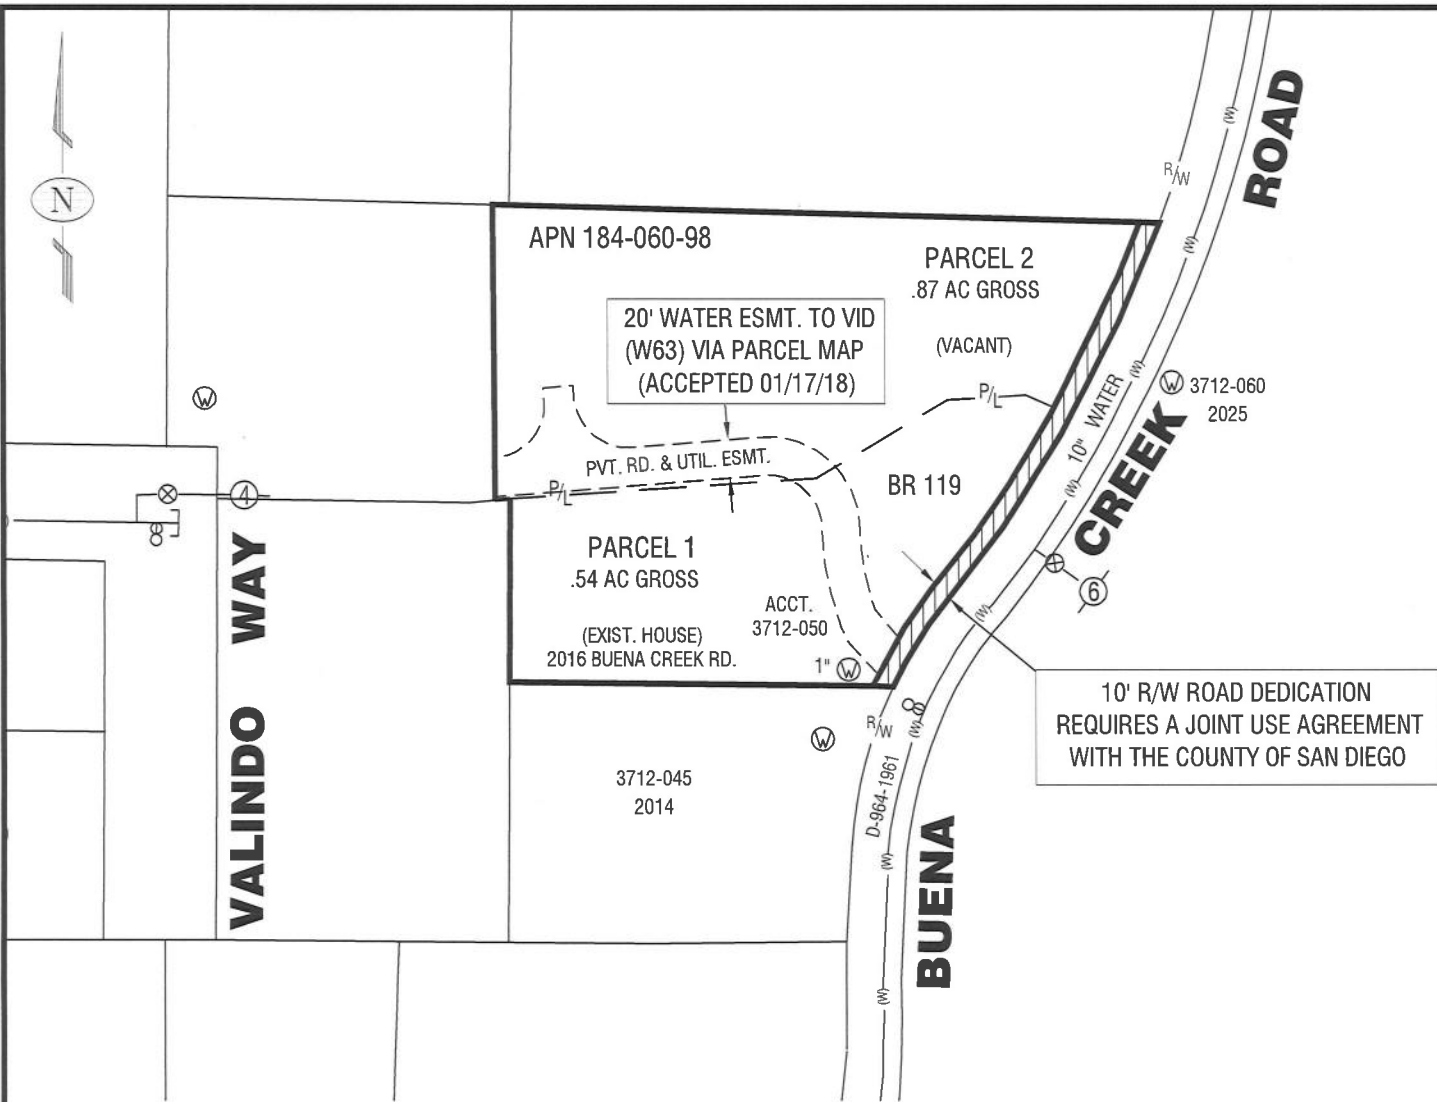 N
APN 184-060-98
PARCEL 2
.87 AC GROSS
(VACANT)
20' WATER ESMT. TO VID
(W63) VIA PARCEL MAP
(ACCEPTED 01/17/18)
P/L
PVT. RD. & UTIL. ESMT.
P/L
BR 119
PARCEL 1
.54 AC GROSS
(EXIST. HOUSE)
2016 BUENA CREEK RD.
ACCT.
3712-050
1" W
W
W
4
VALINDO WAY
3712-045
2014
R/W
(W)
(W)
W 3712-060
2025
(W)
10" WATER
(W)
6
(W)
R/W
(W)
D-964-1961
(W)
(W)
BUENA CREEK ROAD
10' R/W ROAD DEDICATION
REQUIRES A JOINT USE AGREEMENT
WITH THE COUNTY OF SAN DIEGO